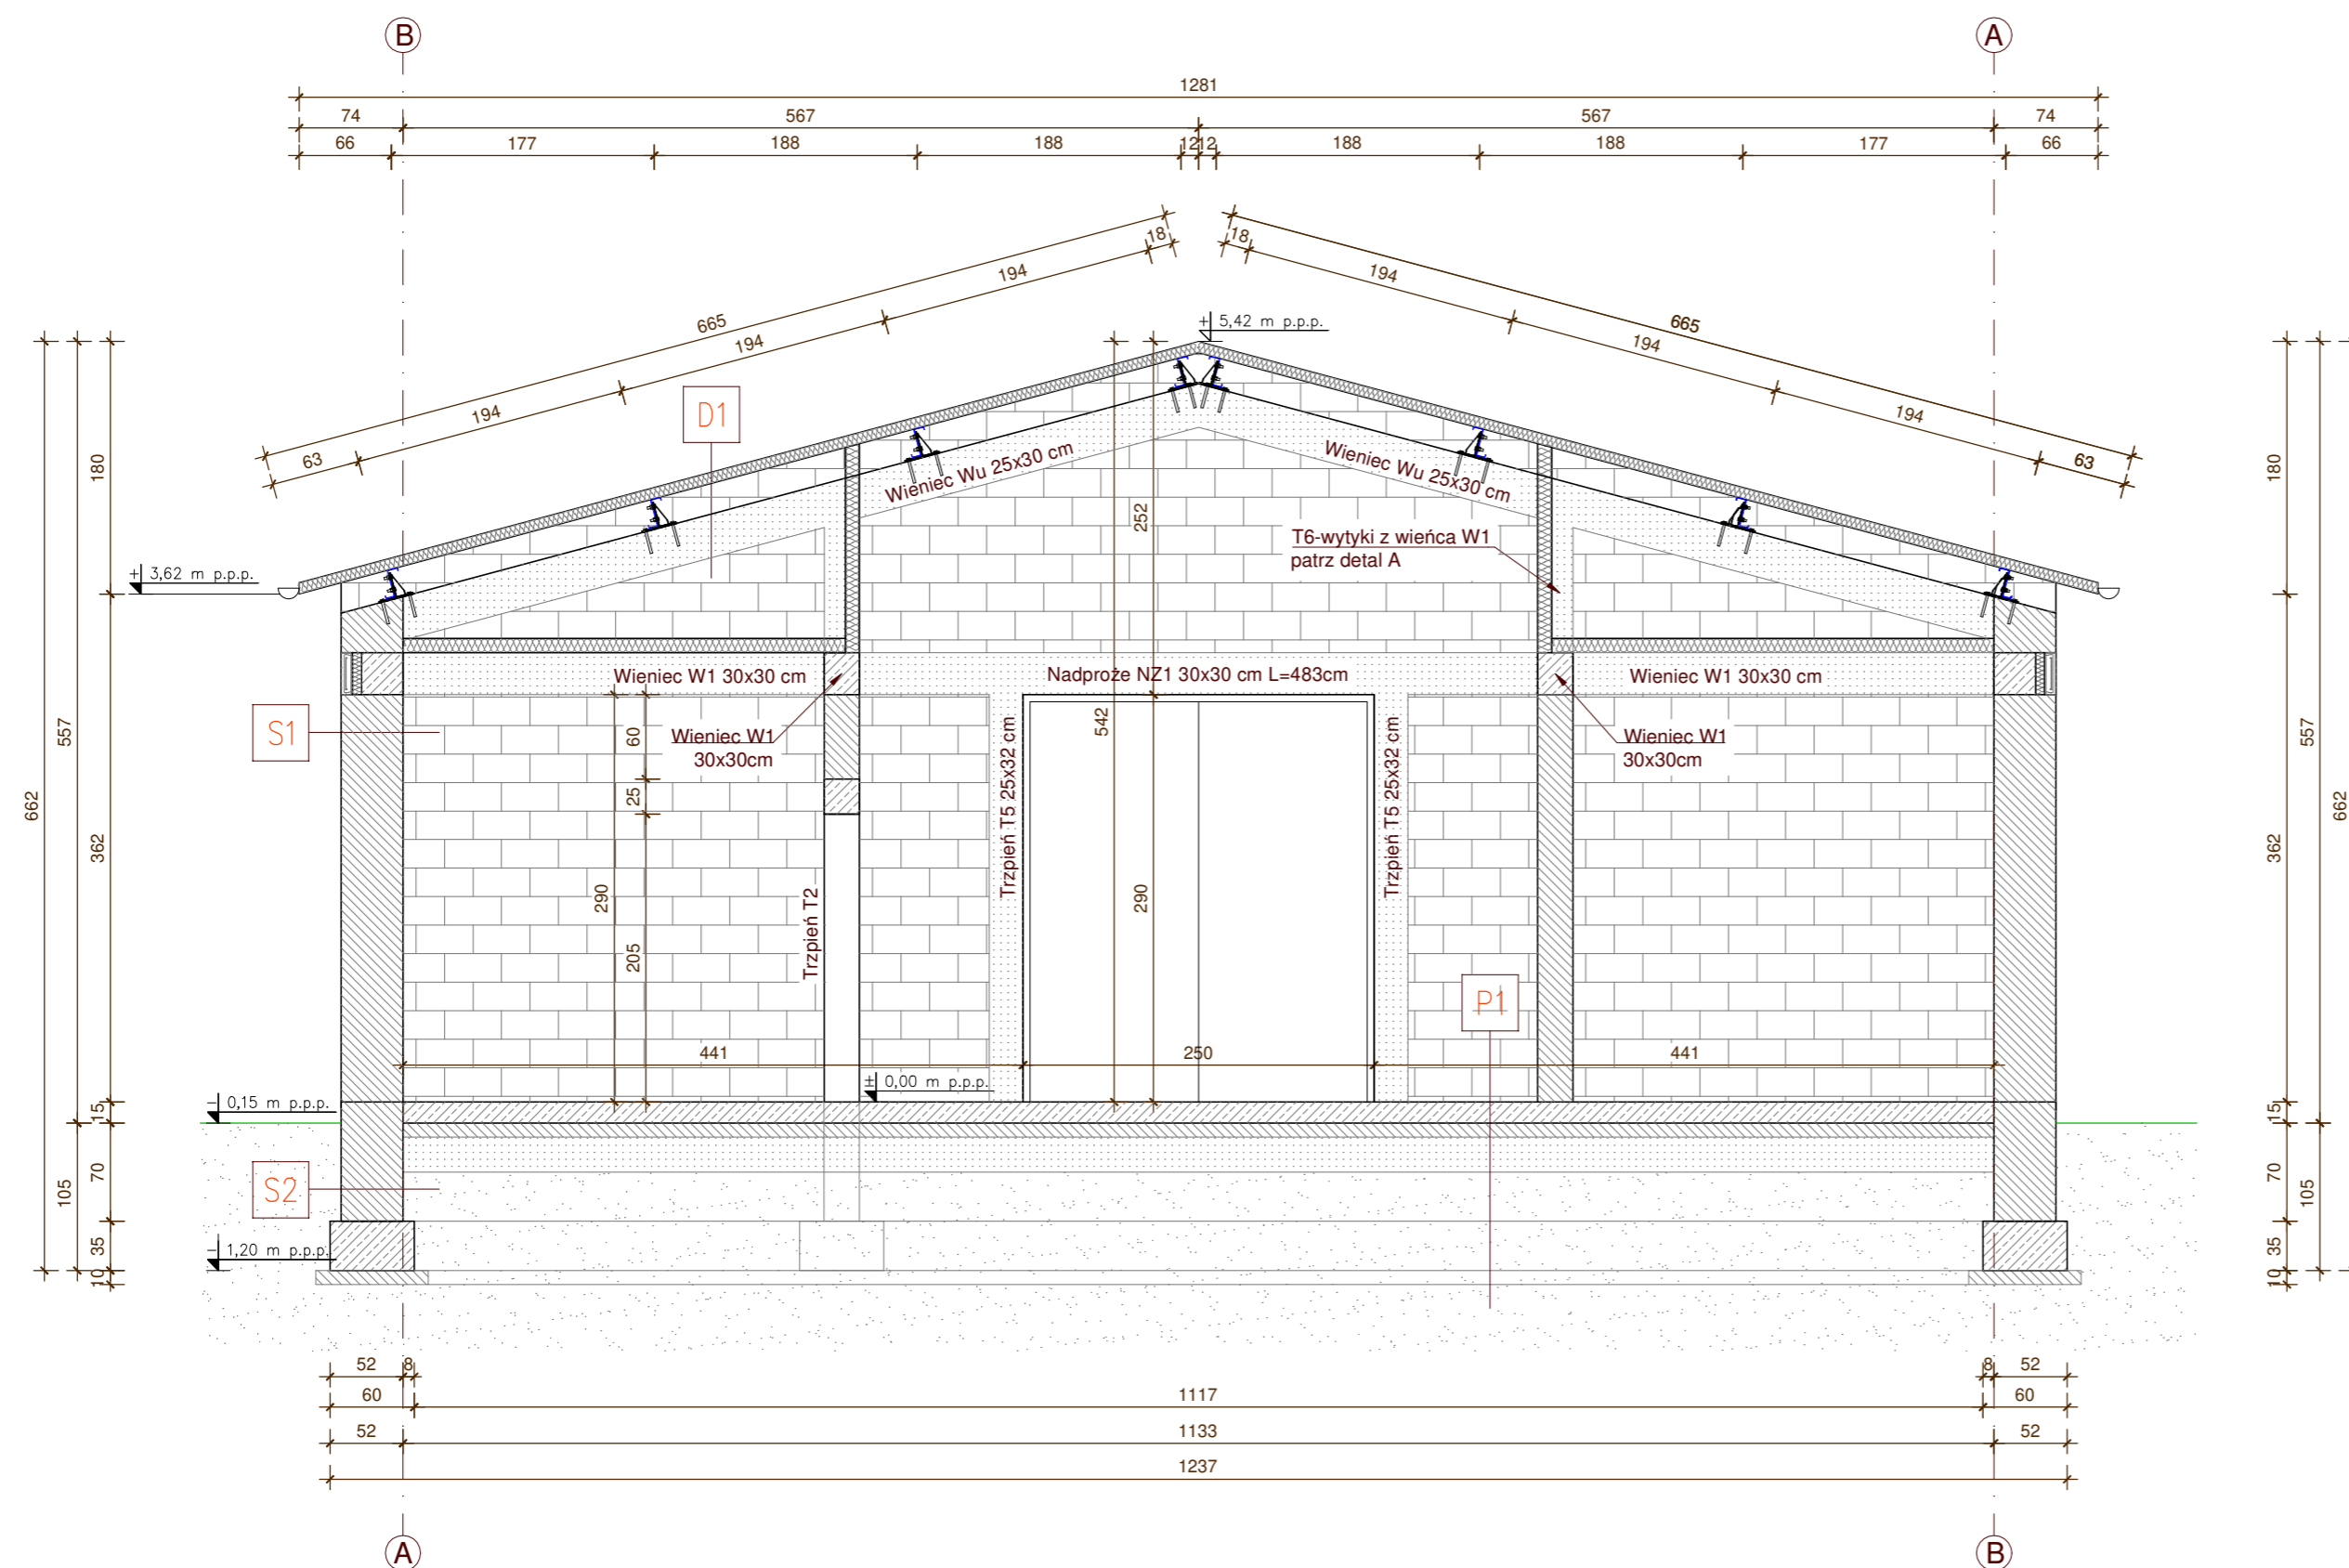 B
A
1281
74
567
567
74
66
177
188
188
12
12
188
188
177
66
665
18
194
194
194
63
665
18
194
194
194
63
+ 5,42 m p.p.p.
D1
Wieniec Wu 25x30 cm
Wieniec Wu 25x30 cm
252
T6-wytyki z wieńca W1
patrz detal A
+ 3,62 m p.p.p.
180
180
Wieniec W1 30x30 cm
Nadproże NZ1 30x30 cm L=483cm
Wieniec W1 30x30 cm
S1
Wieniec W1
30x30cm
Wieniec W1
30x30cm
60
25
205
290
542
290
Trzpień T2
Trzpień T5 25x32 cm
Trzpień T5 25x32 cm
662
557
362
362
557
662
P1
441
250
441
± 0,00 m p.p.p.
− 0,15 m p.p.p.
15
70
105
35
10
15
70
105
35
10
S2
− 1,20 m p.p.p.
52
8
8
52
60
1117
60
52
1133
52
1237
A
B